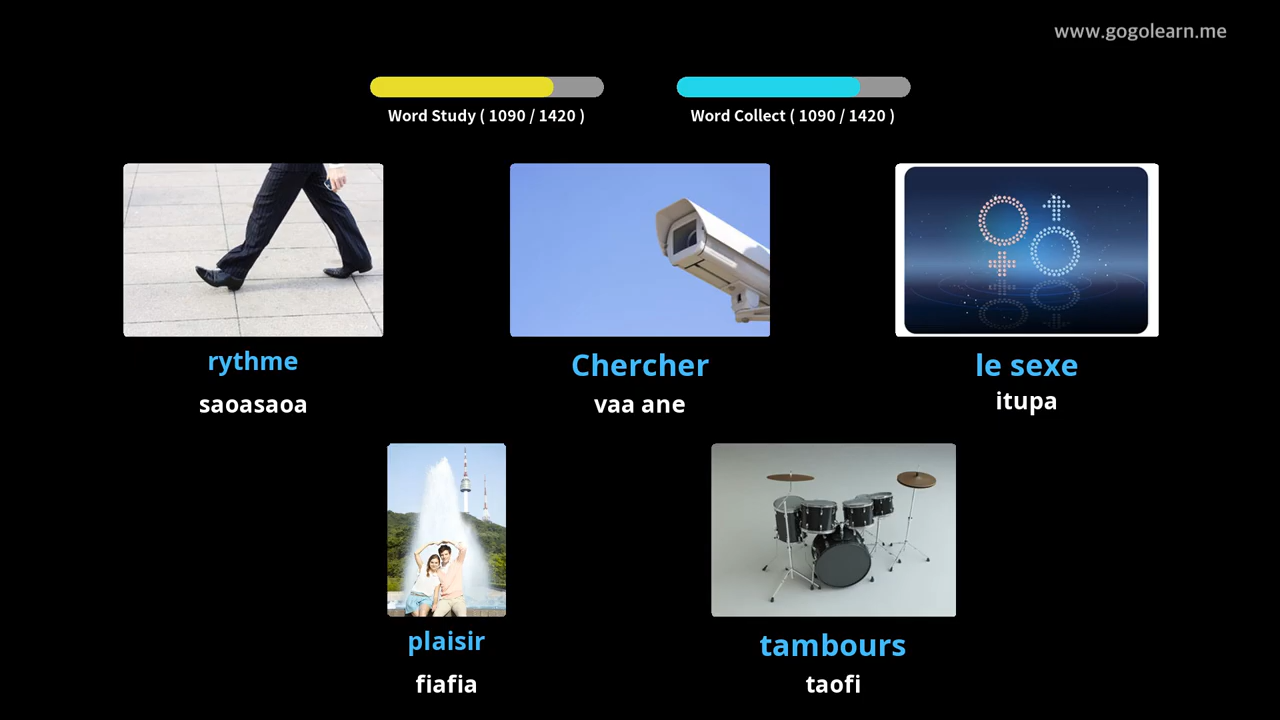 www.gogolearn.me
Word Study ( 1090 / 1420 )
Word Collect ( 1090 / 1420 )
rythme
saoasaoa
Chercher
vaa ane
le sexe
itupa
plaisir
fiafia
tambours
taofi